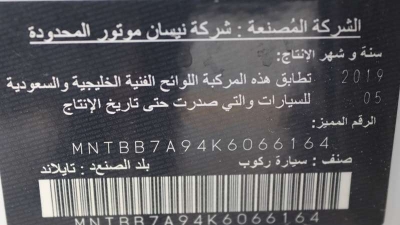 الشركة المُصنعة : شركة نيسان موتور المحدودة
سنة و شهر الإنتاج:
2019 تطابق هذه المركبة اللوائح الفنية الخليجية والسعودية
05 للسيارات والتي صدرت حتى تاريخ الإنتاج
الرقم المميز:
MNTBB7A94K6066164
صنف : سيارة ركوب بلد الصنع: تايلاند
MNTBB7A94K6066164